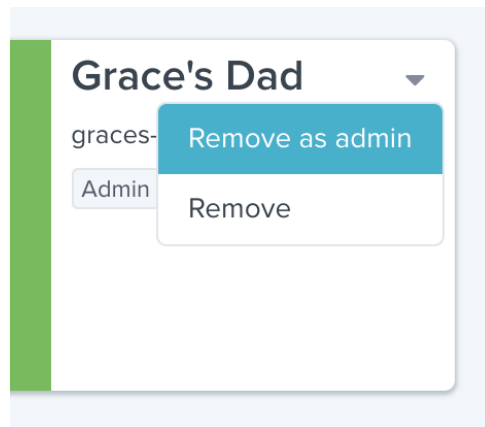 Grace's Dad
graces-
Remove as admin
Admin
Remove